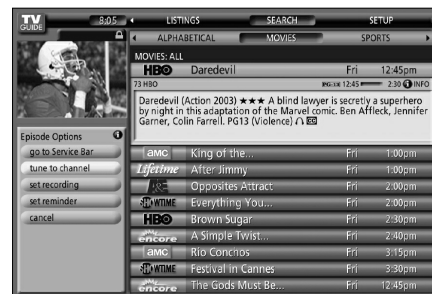 TV GUIDE 8:05 LISTINGS SEARCH SETUP
ALPHABETICAL MOVIES SPORTS
MOVIES: ALL
HBO Daredevil Fri 12:45pm
73 HBO 12:45 2:30 INFO
Daredevil (Action 2003) ★★★ A blind lawyer is secretly a superhero
by night in this adaptation of the Marvel comic. Ben Affleck, Jennifer
Garner, Colin Farrell. PG13 (Violence)
Episode Options
go to Service Bar
tune to channel
set recording
set reminder
cancel
amc King of the... Fri 1:00pm
Lifetime After Jimmy Fri 1:00pm
Opposites Attract Fri 2:00pm
SHOWTIME Everything You... Fri 2:00pm
HBO Brown Sugar Fri 2:30pm
encore A Simple Twist... Fri 2:40pm
amc Rio Conchos Fri 3:15pm
SHOWTIME Festival in Cannes Fri 3:30pm
encore The Gods Must Be... Fri 12:45pm